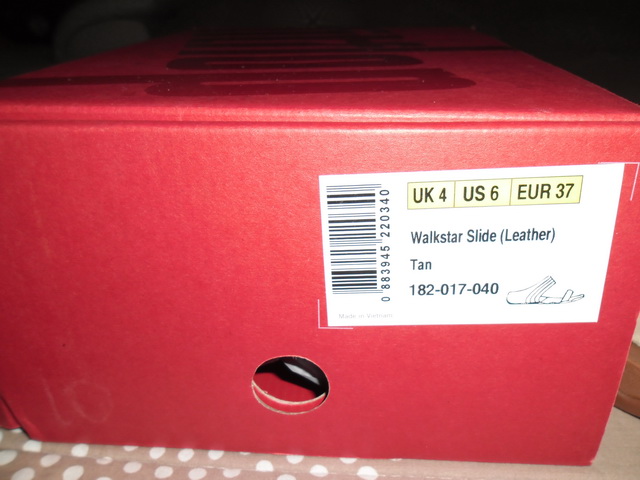 UK 4 US 6 EUR 37
Walkstar Slide (Leather)
Tan
182-017-040
0 883945 220340
Made in Vietnam
10